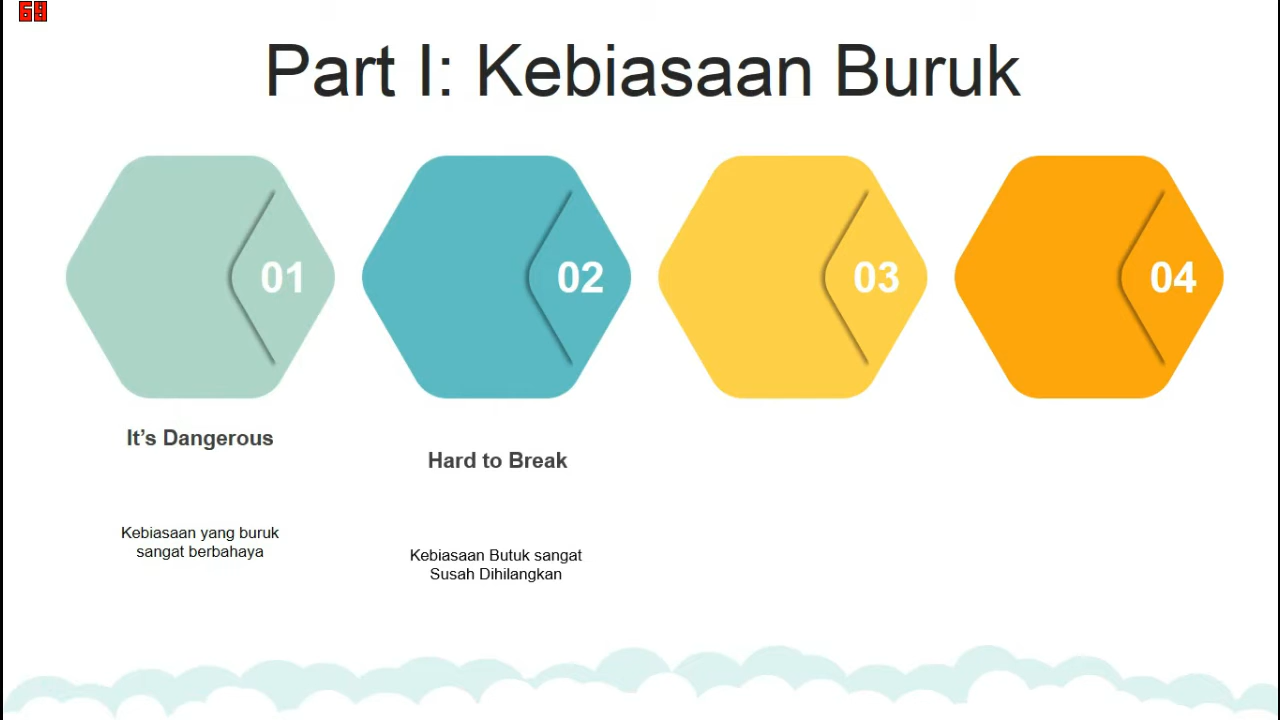 68
Part I: Kebiasaan Buruk
01
02
03
04
It's Dangerous
Hard to Break
Kebiasaan yang buruk
sangat berbahaya
Kebiasaan Butuk sangat
Susah Dihilangkan